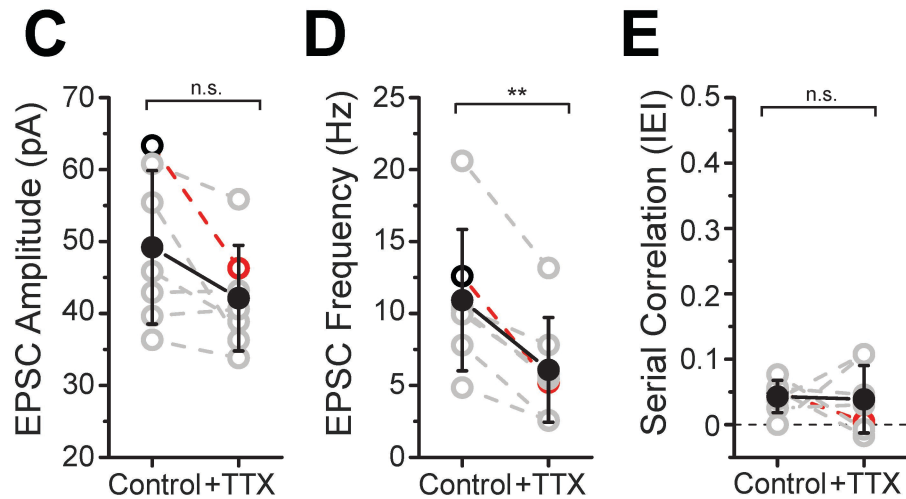 C
n.s.
EPSC Amplitude (pA)
70
60
50
40
30
20
Control +TTX
D
**
EPSC Frequency (Hz)
25
20
15
10
5
0
Control +TTX
E
n.s.
Serial Correlation (IEI)
0.5
0.4
0.3
0.2
0.1
0
Control +TTX